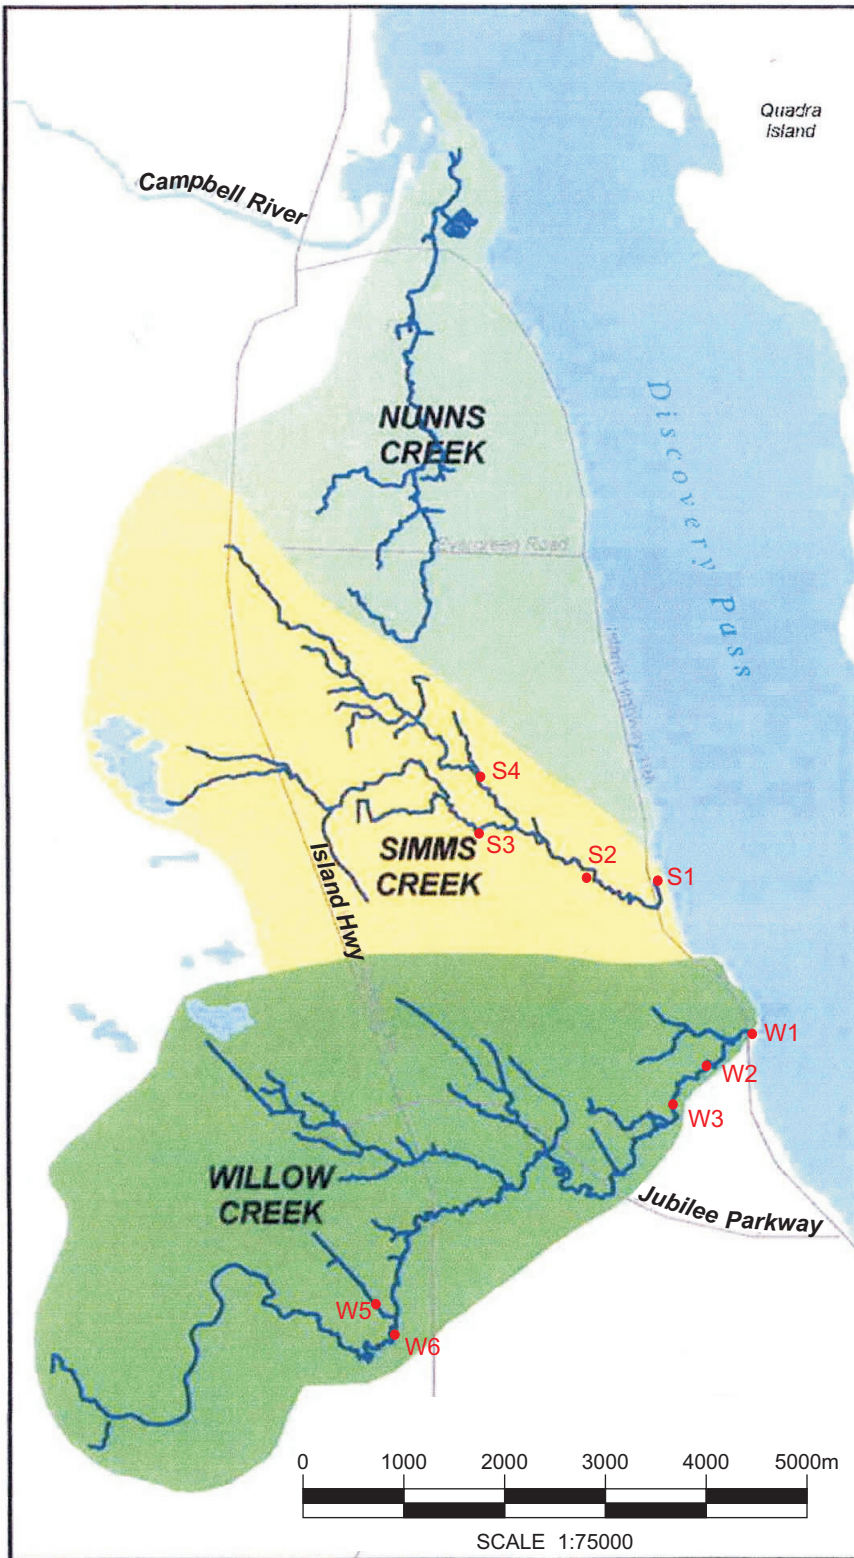 Quadra
Island
Campbell River
Discovery Pass
NUNNS
CREEK
Evergreen Road
S4
S3
SIMMS
CREEK
S2
S1
Island Hwy
W1
W2
W3
WILLOW
CREEK
Jubilee Parkway
W5
W6
0 1000 2000 3000 4000 5000m
SCALE 1:75000